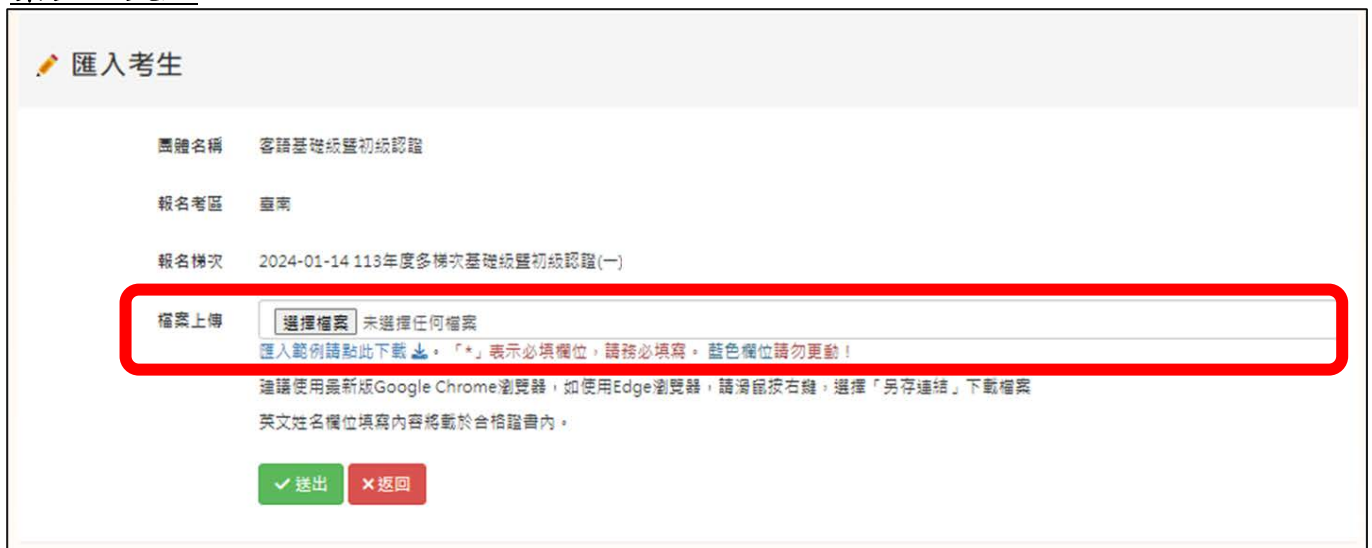 匯入考生
團體名稱 客語基礎級暨初級認證
報名考區 臺南
報名梯次 2024-01-14 113年度多梯次基礎級暨初級認證(一)
檔案上傳 選擇檔案 未選擇任何檔案
匯入範例請點此下載。「*」表示必填欄位，請務必填寫。藍色欄位請勿更動！
建議使用最新版Google Chrome瀏覽器，如使用Edge瀏覽器，請滑鼠按右鍵，選擇「另存連結」下載檔案
英文姓名欄位填寫內容將載於合格證書內。
送出 返回